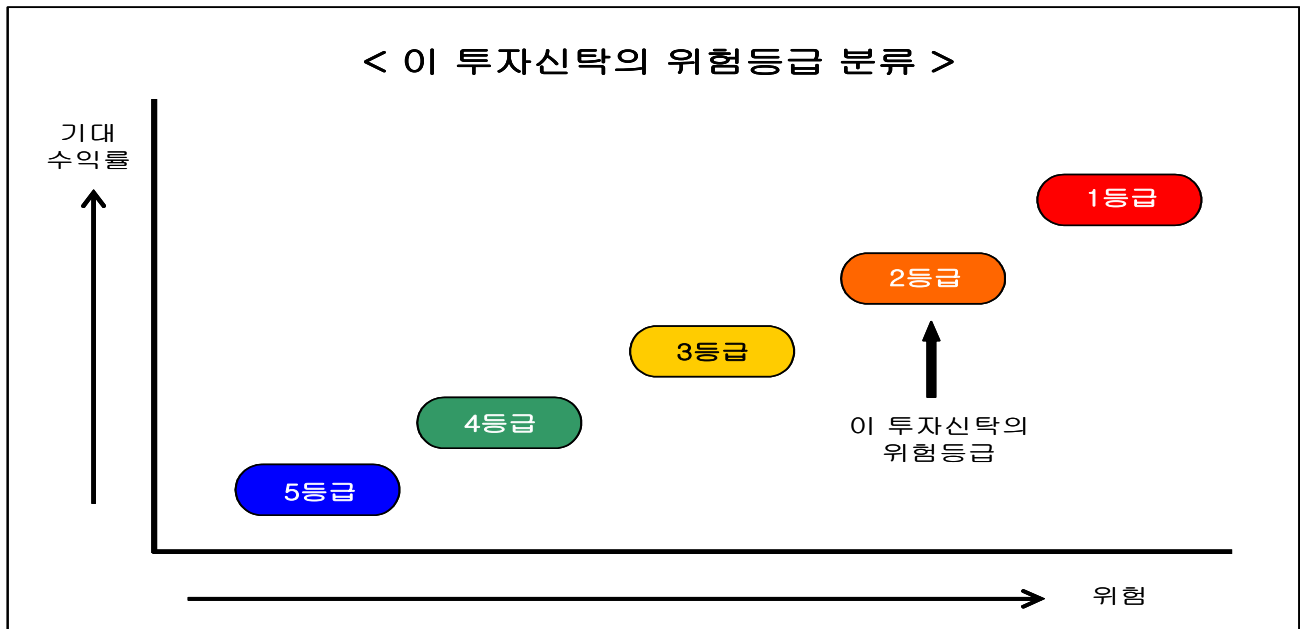 < 이 투자신탁의 위험등급 분류 >
기대
수익률
1등급
2등급
3등급
4등급
5등급
이 투자신탁의
위험등급
위험